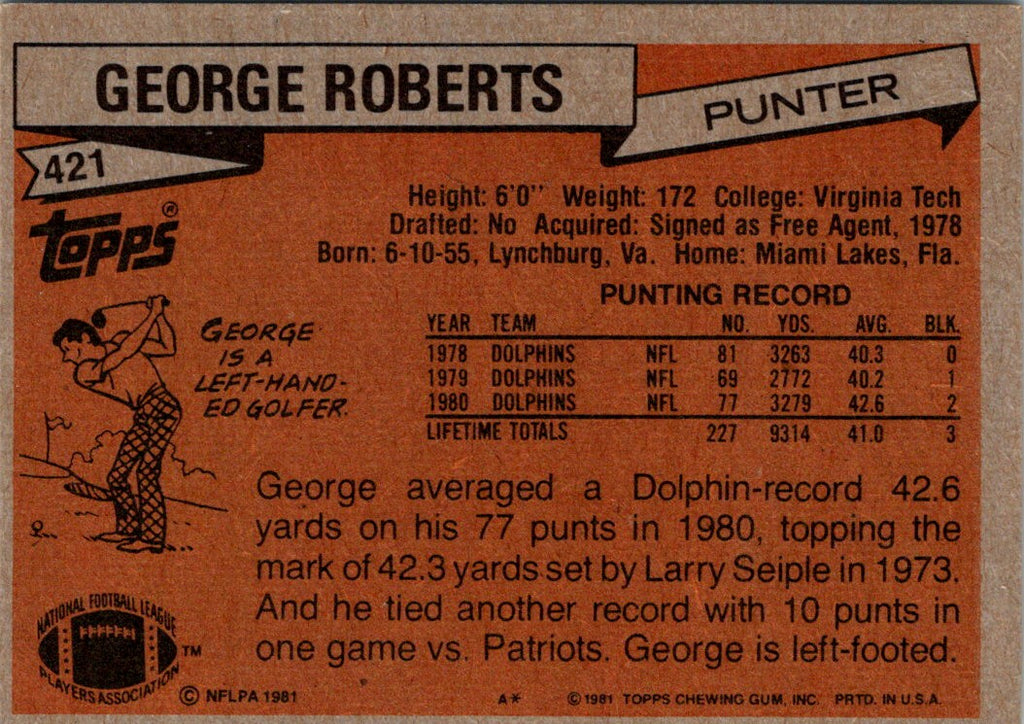 GEORGE ROBERTS
PUNTER
421
TOPPS®
Height: 6'0" Weight: 172 College: Virginia Tech
Drafted: No Acquired: Signed as Free Agent, 1978
Born: 6-10-55, Lynchburg, Va. Home: Miami Lakes, Fla.
PUNTING RECORD
YEAR TEAM NO. YDS. AVG. BLK.
1978 DOLPHINS NFL 81 3263 40.3 0
1979 DOLPHINS NFL 69 2772 40.2 1
1980 DOLPHINS NFL 77 3279 42.6 2
LIFETIME TOTALS 227 9314 41.0 3
GEORGE
IS A
LEFT-HAND-
ED GOLFER.
George averaged a Dolphin-record 42.6
yards on his 77 punts in 1980, topping the
mark of 42.3 yards set by Larry Seiple in 1973.
And he tied another record with 10 punts in
one game vs. Patriots. George is left-footed.
NATIONAL FOOTBALL LEAGUE
PLAYERS ASSOCIATION
TM
© NFLPA 1981
A* © 1981 TOPPS CHEWING GUM, INC. PRTD. IN U.S.A.